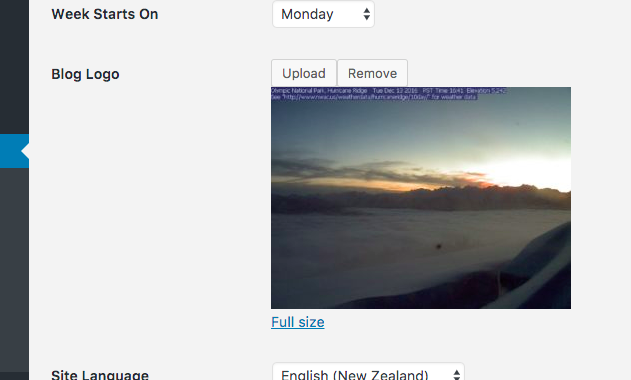 Week Starts On
Monday
Blog Logo
Upload
Remove
Olympic National Park, Hurricane Ridge Tue Dec 13 2016 PST Time: 16:41 Elevation 5,242
See "http://www.nwac.us/weatherdata/hurricaneridge/10day/" for weather data.
Full size
Site Language
English (New Zealand)